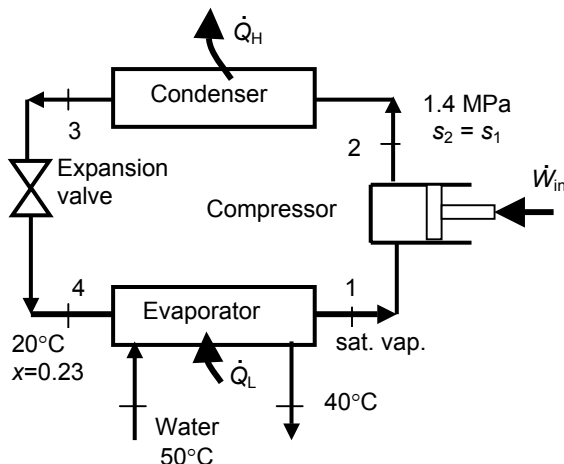 Q̇H
Condenser
3
1.4 MPa
s2 = s1
2
Expansion
valve
Compressor
Ẇin
4
1
Evaporator
20°C
x=0.23
sat. vap.
Q̇L
40°C
Water
50°C